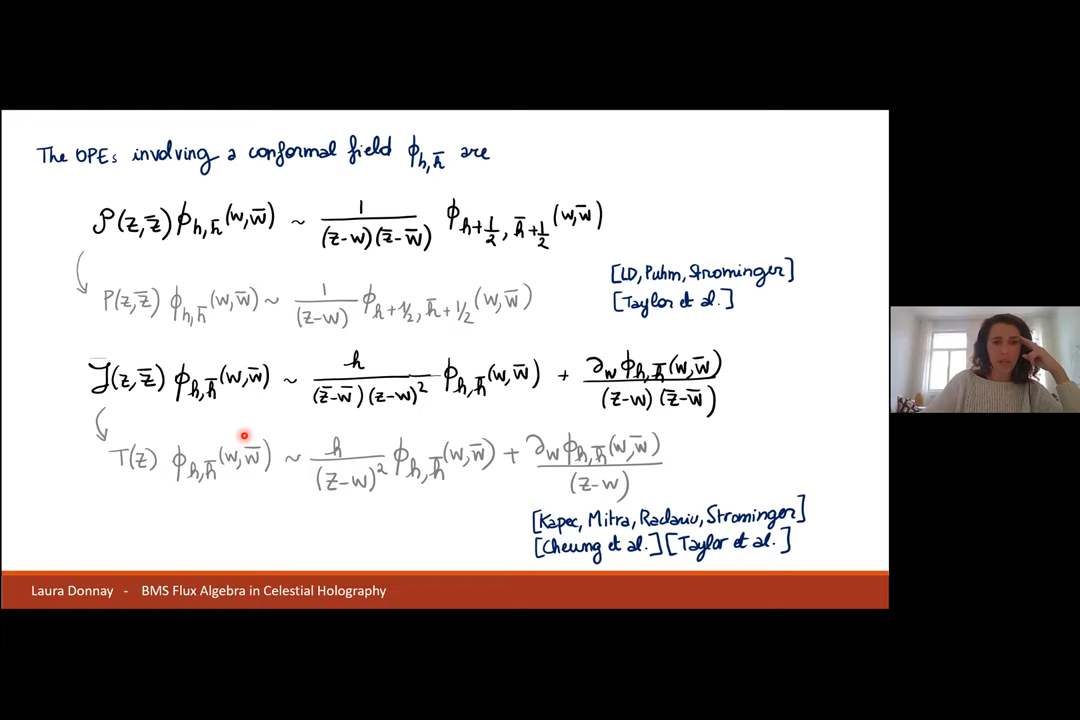 The OPEs involving a conformal field ϕ_{h,h̄} are
𝒫(z,z̄) ϕ_{h,h̄}(w,w̄) ~ 1/((z-w)(z̄-w̄)) ϕ_{h+1/2, h̄+1/2}(w,w̄)
P(z,z̄) ϕ_{h,h̄}(w,w̄) ~ 1/(z-w) ϕ_{h+1/2, h̄+1/2}(w,w̄)
[LD, Puhm, Strominger]
[Taylor et al.]
𝒥(z,z̄) ϕ_{h,h̄}(w,w̄) ~ h/((z̄-w̄)(z-w)²) ϕ_{h,h̄}(w,w̄) + ∂_w ϕ_{h,h̄}(w,w̄)/((z-w)(z̄-w̄))
T(z) ϕ_{h,h̄}(w,w̄) ~ h/(z-w)² ϕ_{h,h̄}(w,w̄) + ∂_w ϕ_{h,h̄}(w,w̄)/(z-w)
[Kapec, Mitra, Raclariu, Strominger]
[Cheung et al.] [Taylor et al.]
Laura Donnay - BMS Flux Algebra in Celestial Holography